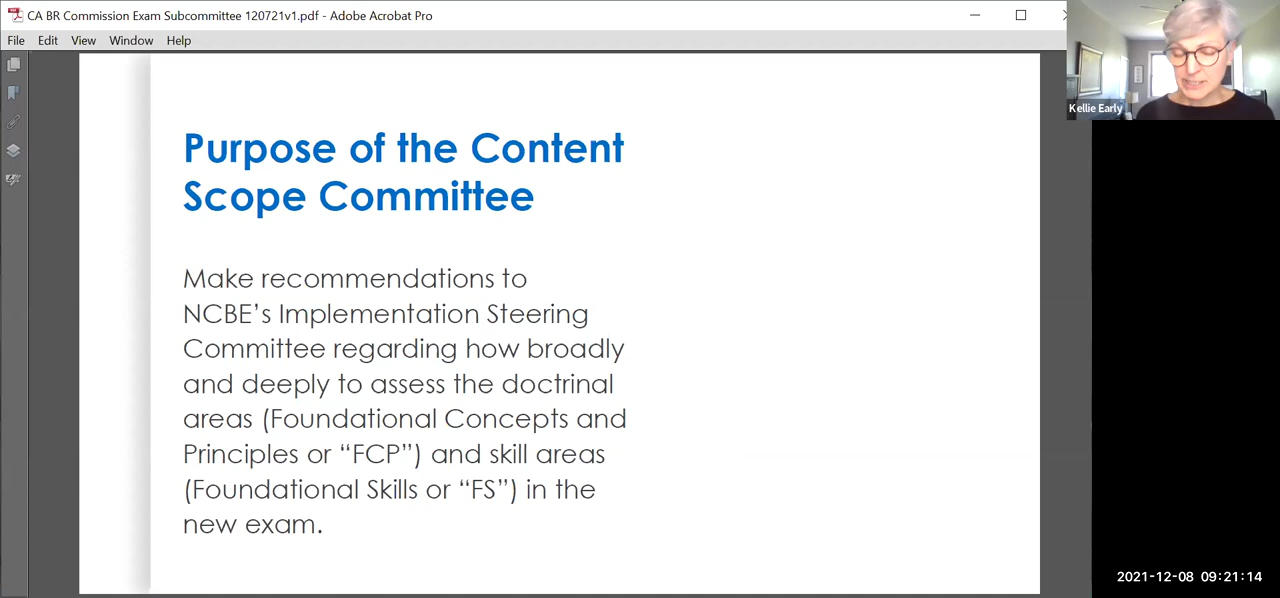 CA BR Commission Exam Subcommittee 120721v1.pdf - Adobe Acrobat Pro
File Edit View Window Help
Kellie Early
Purpose of the Content
Scope Committee
Make recommendations to
NCBE’s Implementation Steering
Committee regarding how broadly
and deeply to assess the doctrinal
areas (Foundational Concepts and
Principles or “FCP”) and skill areas
(Foundational Skills or “FS”) in the
new exam.
2021-12-08 09:21:14